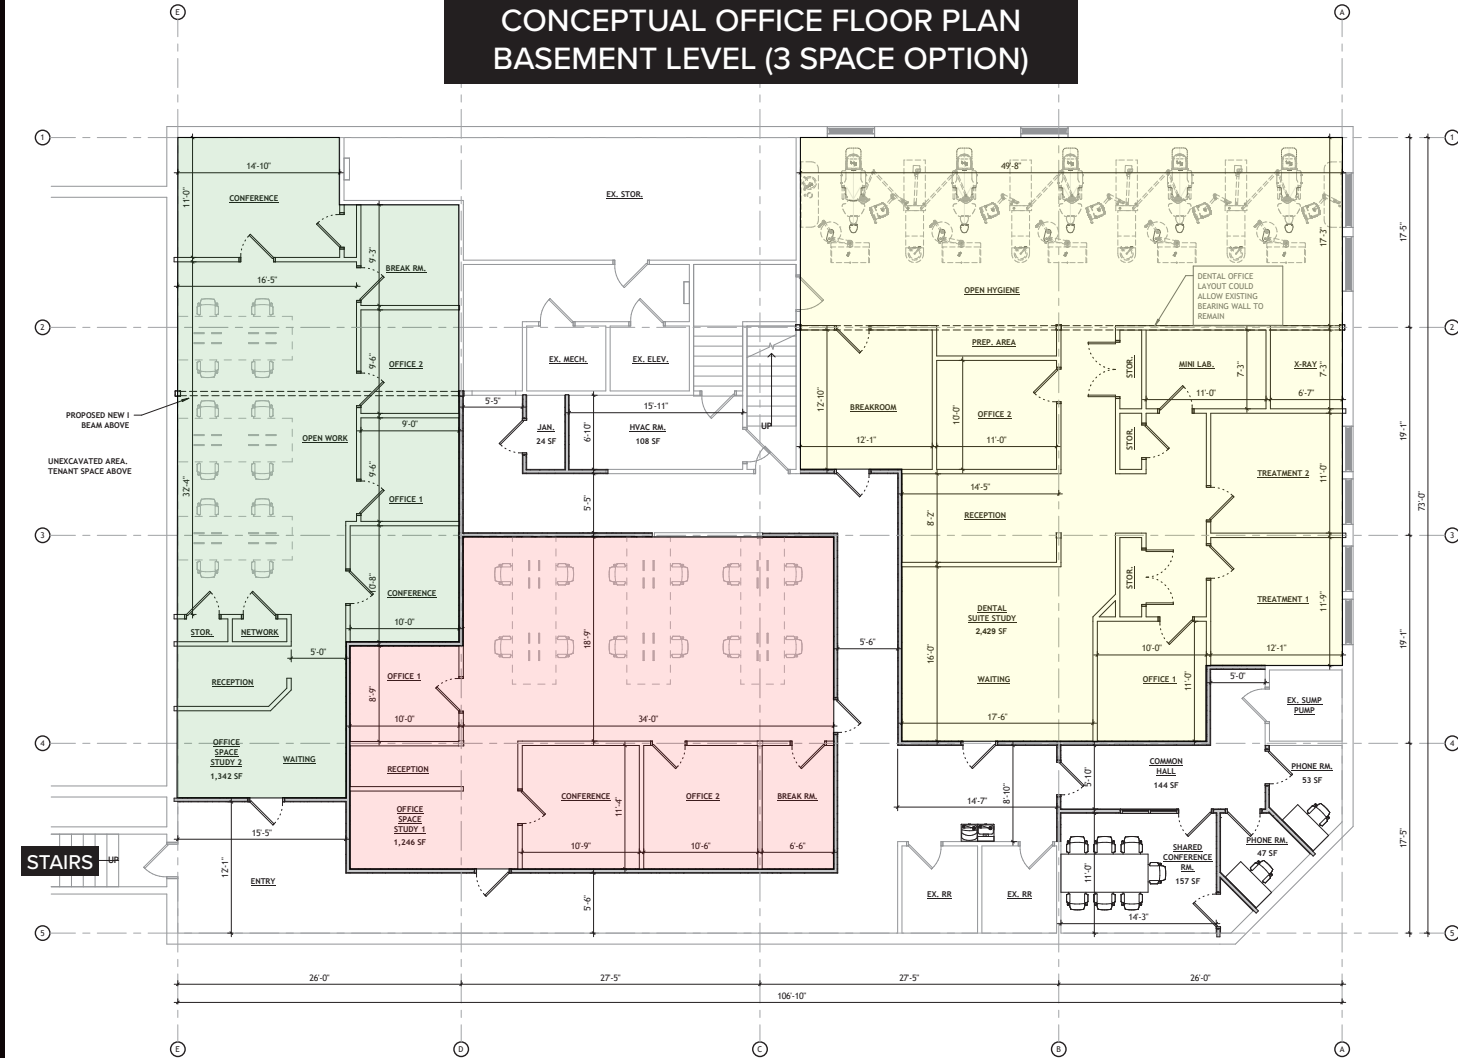 CONCEPTUAL OFFICE FLOOR PLAN
BASEMENT LEVEL (3 SPACE OPTION)
E
A
1
1
14'-10"
11'-0"
CONFERENCE
EX. STOR.
49'-8"
17'-3"
17'-5"
9'-3"
BREAK RM.
16'-5"
OPEN HYGIENE
DENTAL OFFICE
LAYOUT COULD
ALLOW EXISTING
BEARING WALL TO
REMAIN
2
2
EX. MECH.
EX. ELEV.
PREP. AREA
STOR.
MINI LAB.
7'-3"
X-RAY
7'-3"
9'-6"
OFFICE 2
11'-0"
6'-7"
PROPOSED NEW I
BEAM ABOVE
5'-5"
15'-11"
12'-10"
BREAKROOM
10'-0"
OFFICE 2
9'-0"
JAN.
24 SF
6'-10"
HVAC RM.
108 SF
UP
12'-1"
11'-0"
STOR.
19'-1"
OPEN WORK
UNEXCAVATED AREA.
TENANT SPACE ABOVE
32'-4"
9'-6"
OFFICE 1
5'-5"
14'-5"
TREATMENT 2
11'-0"
73'-0"
8'-2"
RECEPTION
3
3
10'-8"
CONFERENCE
STOR.
TREATMENT 1
11'-9"
10'-0"
STOR.
NETWORK
DENTAL
SUITE STUDY
2,429 SF
18'-9"
5'-6"
16'-0"
19'-1"
5'-0"
10'-0"
12'-1"
RECEPTION
OFFICE 1
8'-9"
WAITING
OFFICE 1
11'-0"
5'-0"
EX. SUMP
PUMP
10'-0"
34'-0"
17'-6"
4
4
OFFICE
SPACE
STUDY 2
1,342 SF
WAITING
RECEPTION
COMMON
HALL
144 SF
5'-10"
PHONE RM.
53 SF
CONFERENCE
11'-4"
OFFICE 2
BREAK RM.
14'-7"
8'-10"
OFFICE
SPACE
STUDY 1
1,246 SF
15'-5"
10'-9"
10'-6"
6'-6"
PHONE RM.
47 SF
SHARED
CONFERENCE
RM.
157 SF
17'-5"
STAIRS
UP
12'-1"
ENTRY
11'-0"
5'-6"
EX. RR
EX. RR
14'-3"
5
5
26'-0"
27'-5"
27'-5"
26'-0"
106'-10"
E
D
C
B
A